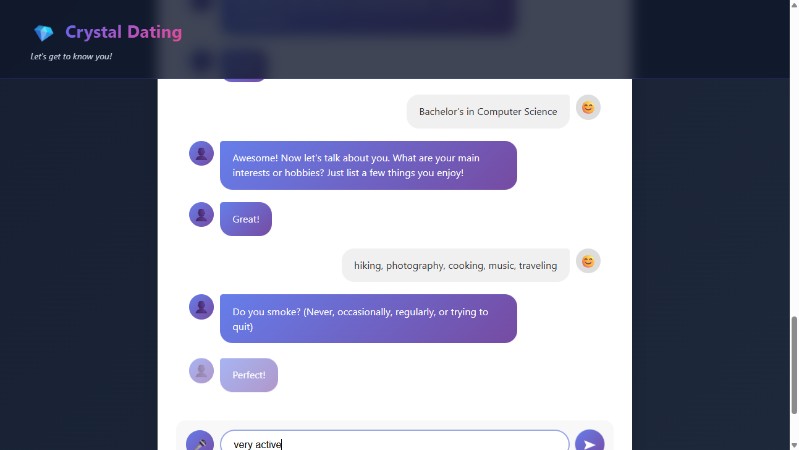 Crystal Dating
Let's get to know you!
Bachelor's in Computer Science
Awesome! Now let's talk about you. What are your main
interests or hobbies? Just list a few things you enjoy!
Great!
hiking, photography, cooking, music, traveling
Do you smoke? (Never, occasionally, regularly, or trying to
quit)
Perfect!
very active